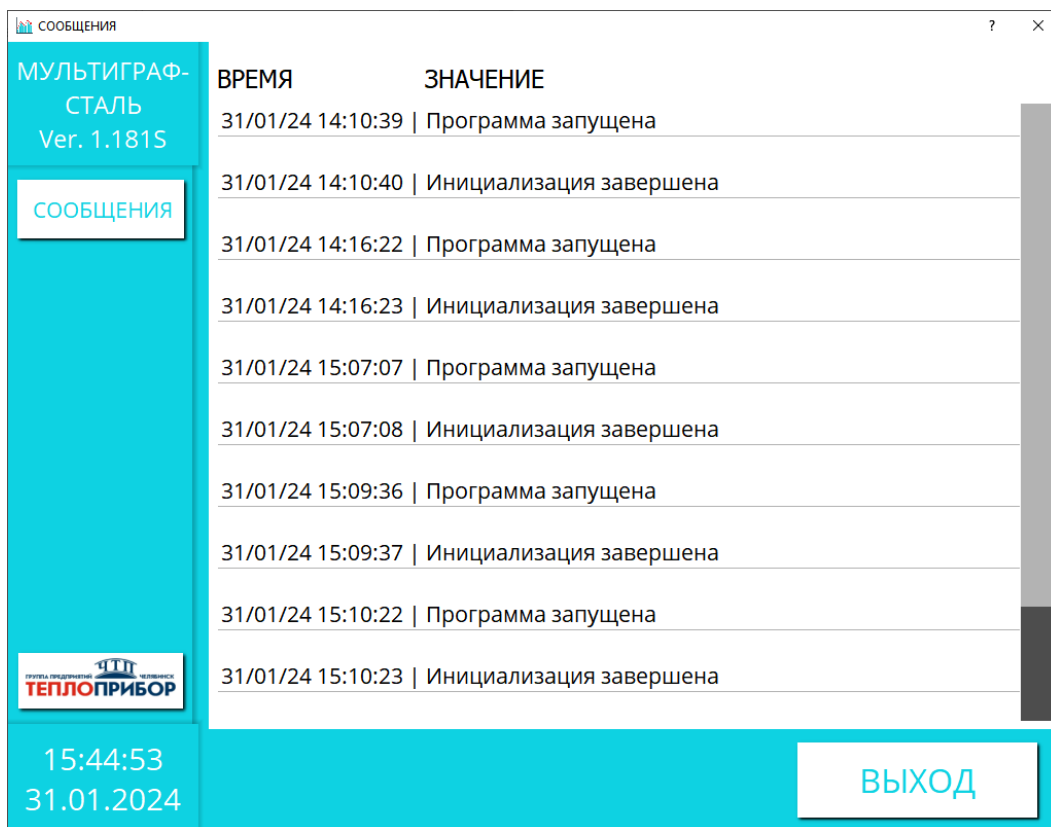 СООБЩЕНИЯ
?
МУЛЬТИГРАФ-
СТАЛЬ
Ver. 1.181S
СООБЩЕНИЯ
ВРЕМЯ ЗНАЧЕНИЕ
31/01/24 14:10:39 | Программа запущена
31/01/24 14:10:40 | Инициализация завершена
31/01/24 14:16:22 | Программа запущена
31/01/24 14:16:23 | Инициализация завершена
31/01/24 15:07:07 | Программа запущена
31/01/24 15:07:08 | Инициализация завершена
31/01/24 15:09:36 | Программа запущена
31/01/24 15:09:37 | Инициализация завершена
31/01/24 15:10:22 | Программа запущена
31/01/24 15:10:23 | Инициализация завершена
ЧТП
ГРУППА ПРЕДПРИЯТИЙ ЧЕЛЯБИНСК
ТЕПЛОПРИБОР
15:44:53
31.01.2024
ВЫХОД